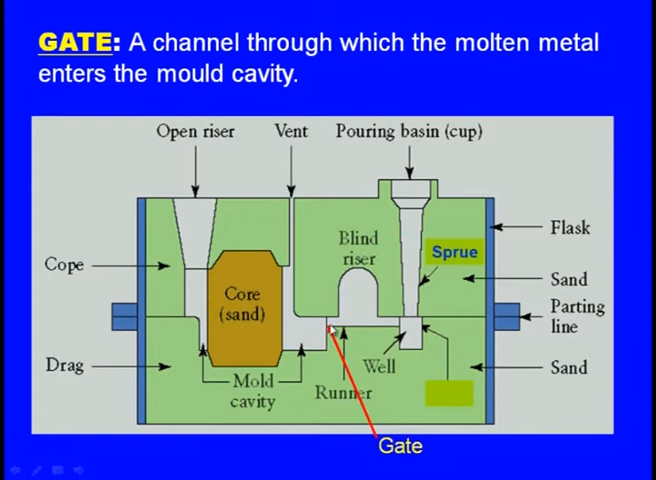 GATE: A channel through which the molten metal
enters the mould cavity.
Open riser
Vent
Pouring basin (cup)
Flask
Blind
riser
Sprue
Cope
Core
(sand)
Sand
Parting
line
Drag
Mold
cavity
Runner
Well
Sand
Gate